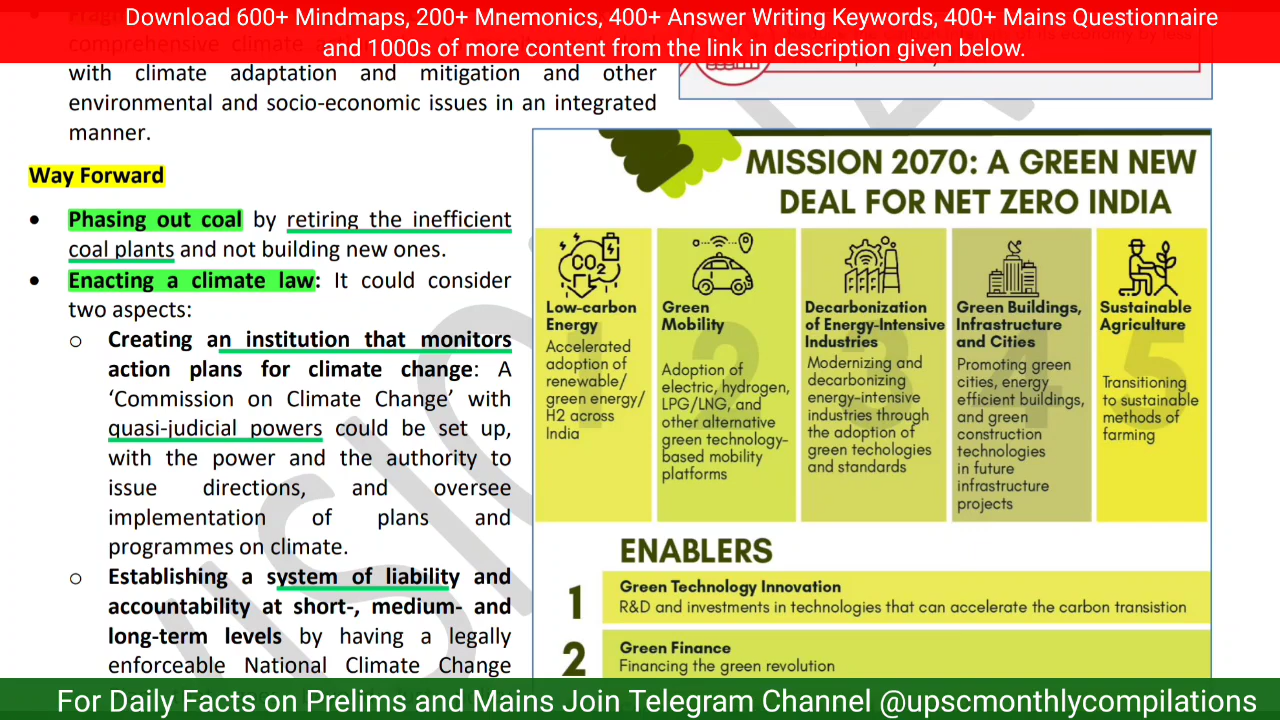 Download 600+ Mindmaps, 200+ Mnemonics, 400+ Answer Writing Keywords, 400+ Mains Questionnaire
and 1000s of more content from the link in description given below.
with climate adaptation and mitigation and other
environmental and socio-economic issues in an integrated
manner.
Way Forward
• Phasing out coal by retiring the inefficient
coal plants and not building new ones.
• Enacting a climate law: It could consider
two aspects:
o Creating an institution that monitors
action plans for climate change: A
‘Commission on Climate Change’ with
quasi-judicial powers could be set up,
with the power and the authority to
issue directions, and oversee
implementation of plans and
programmes on climate.
o Establishing a system of liability and
accountability at short-, medium- and
long-term levels by having a legally
enforceable National Climate Change
MISSION 2070: A GREEN NEW
DEAL FOR NET ZERO INDIA
CO2
Low-carbon
Energy
Accelerated
adoption of
renewable/
green energy/
H2 across
India
1
Green
Mobility
Adoption of
electric, hydrogen,
LPG/LNG, and
other alternative
green technology-
based mobility
platforms
2
Decarbonization
of Energy-Intensive
Industries
Modernizing and
decarbonizing
energy-intensive
industries through
the adoption of
green techologies
and standards
3
Green Buildings,
Infrastructure
and Cities
Promoting green
cities, energy
efficient buildings,
and green
construction
technologies
in future
infrastructure
projects
4
Sustainable
Agriculture
Transitioning
to sustainable
methods of
farming
5
ENABLERS
1
Green Technology Innovation
R&D and investments in technologies that can accelerate the carbon transistion
2
Green Finance
Financing the green revolution
For Daily Facts on Prelims and Mains Join Telegram Channel @upscmonthlycompilations